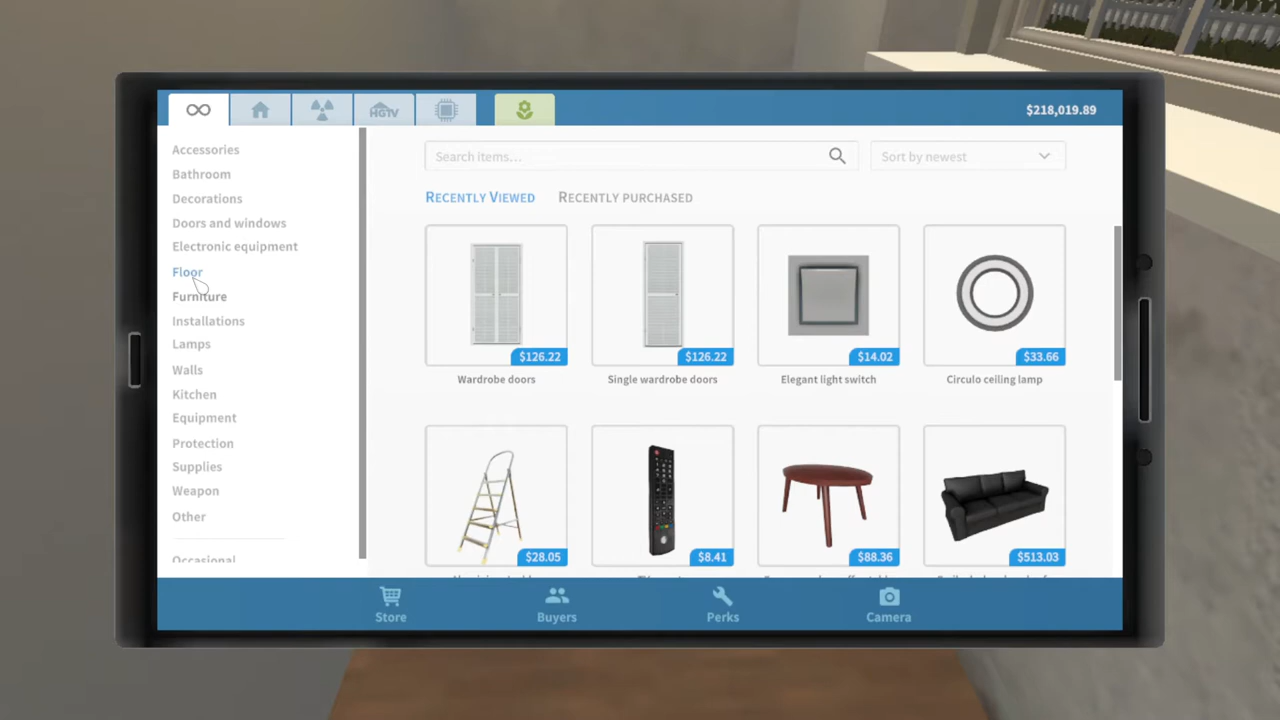 HGTV
$218,019.89
Accessories
Bathroom
Decorations
Doors and windows
Electronic equipment
Floor
Furniture
Installations
Lamps
Walls
Kitchen
Equipment
Protection
Supplies
Weapon
Other
Occasional
Search items...
Sort by newest
RECENTLY VIEWED
RECENTLY PURCHASED
$126.22
Wardrobe doors
$126.22
Single wardrobe doors
$14.02
Elegant light switch
$33.66
Circulo ceiling lamp
$28.05
$8.41
$88.36
$513.03
Store
Buyers
Perks
Camera